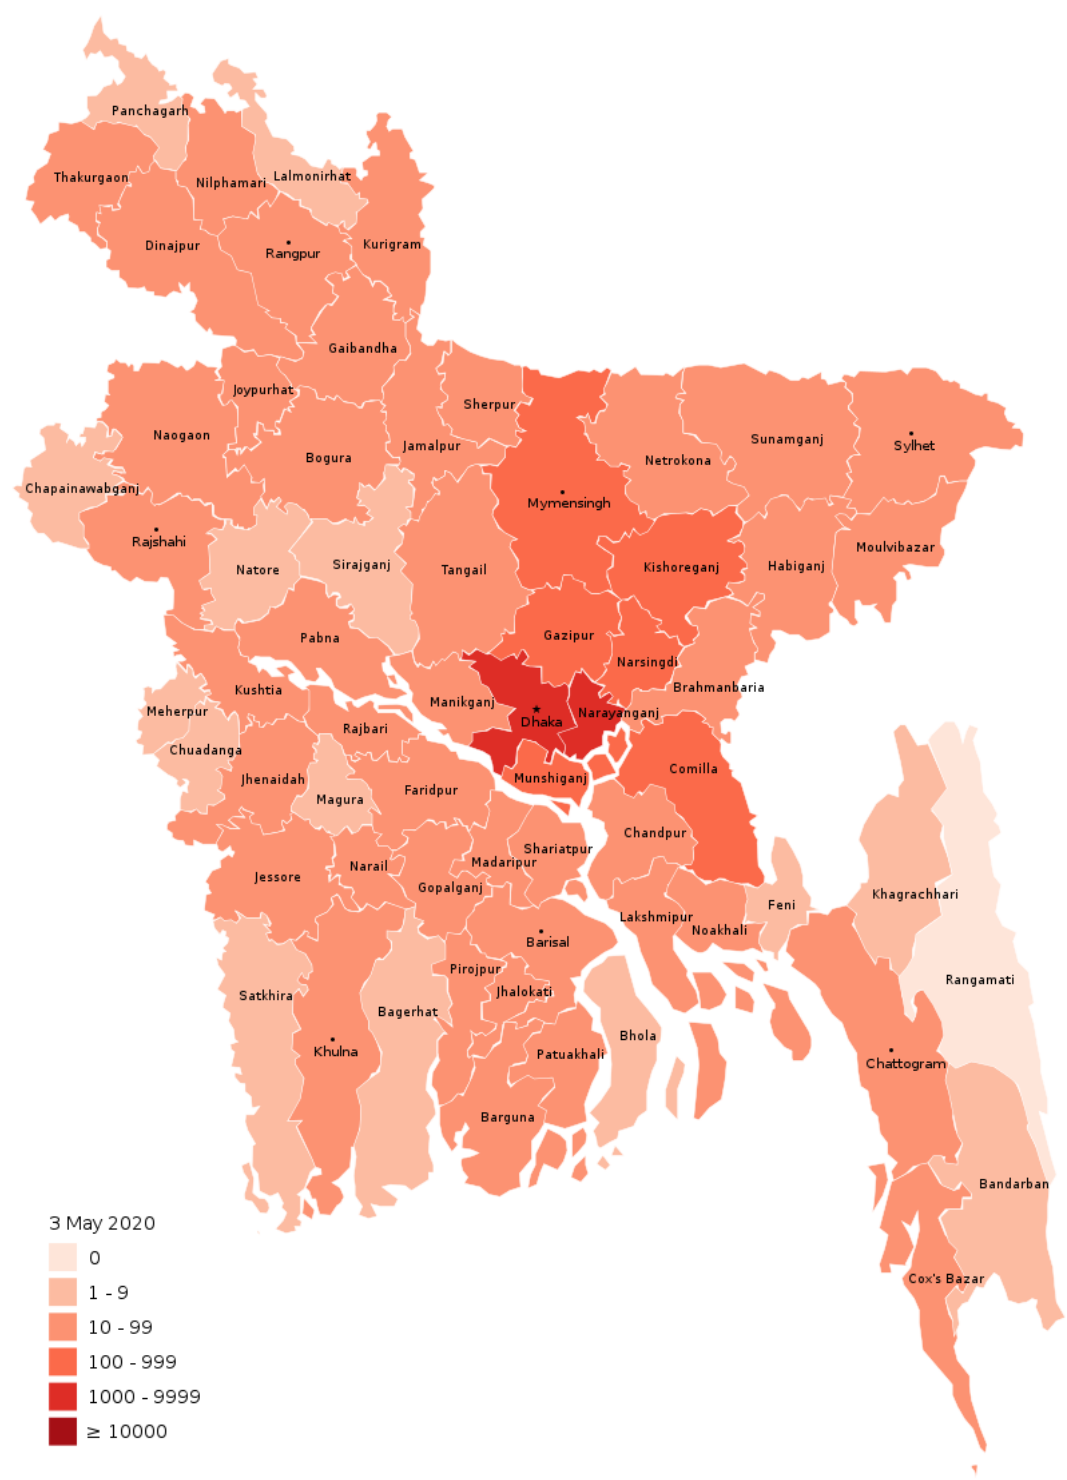 Panchagarh
Thakurgaon
Nilphamari
Lalmonirhat
Dinajpur
Rangpur
Kurigram
Gaibandha
Joypurhat
Sherpur
Naogaon
Bogura
Jamalpur
Netrokona
Sunamganj
Sylhet
Chapainawabganj
Mymensingh
Rajshahi
Natore
Sirajganj
Tangail
Kishoreganj
Habiganj
Moulvibazar
Pabna
Gazipur
Narsingdi
Kushtia
Manikganj
Brahmanbaria
Meherpur
Dhaka
Narayanganj
Rajbari
Chuadanga
Jhenaidah
Munshiganj
Comilla
Magura
Faridpur
Chandpur
Shariatpur
Jessore
Narail
Madaripur
Gopalganj
Khagrachhari
Feni
Lakshmipur
Noakhali
Barisal
Pirojpur
Rangamati
Satkhira
Jhalokati
Bagerhat
Bhola
Khulna
Patuakhali
Chattogram
Barguna
Bandarban
Cox's Bazar
3 May 2020
0
1 - 9
10 - 99
100 - 999
1000 - 9999
≥ 10000